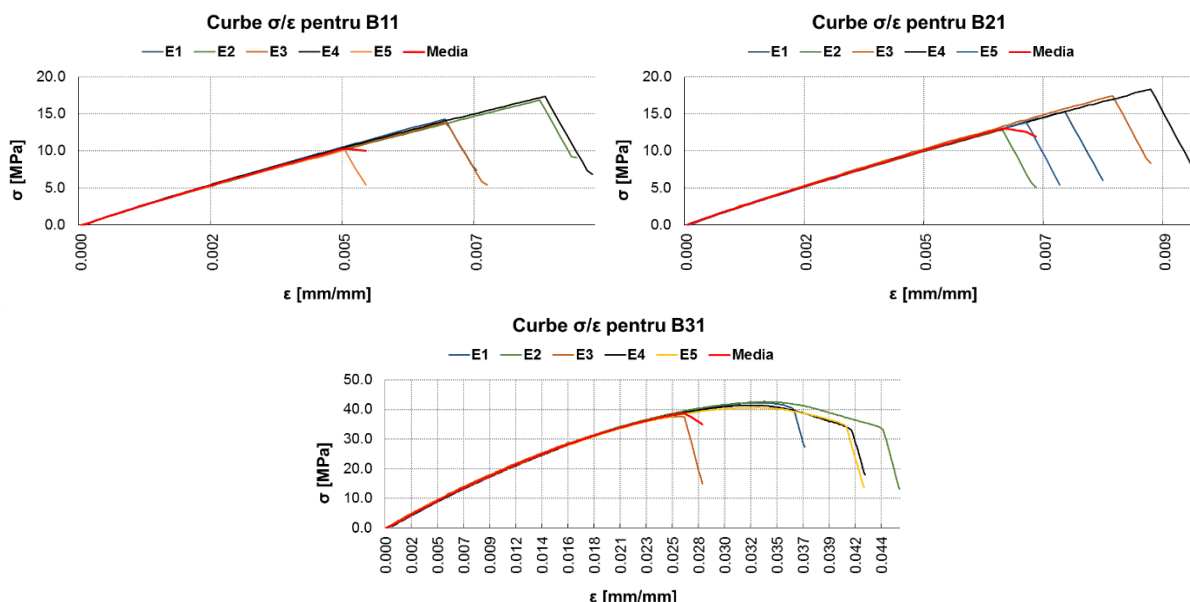 Curbe σ/ε pentru B11
E1 E2 E3 E4 E5 Media
20.0
15.0
10.0
5.0
0.0
σ [MPa]
0.000 0.002 0.005 0.007
ε [mm/mm]
Curbe σ/ε pentru B21
E1 E2 E3 E4 E5 Media
20.0
15.0
10.0
5.0
0.0
σ [MPa]
0.000 0.002 0.005 0.007 0.009
ε [mm/mm]
Curbe σ/ε pentru B31
E1 E2 E3 E4 E5 Media
50.0
40.0
30.0
20.0
10.0
0.0
σ [MPa]
0.000 0.002 0.005 0.007 0.009 0.012 0.014 0.016 0.018 0.021 0.023 0.025 0.028 0.030 0.032 0.035 0.037 0.039 0.042 0.044
ε [mm/mm]